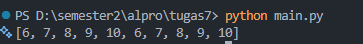 PS D:\semester2\alpro\tugas7> python main.py
[6, 7, 8, 9, 10, 6, 7, 8, 9, 10]